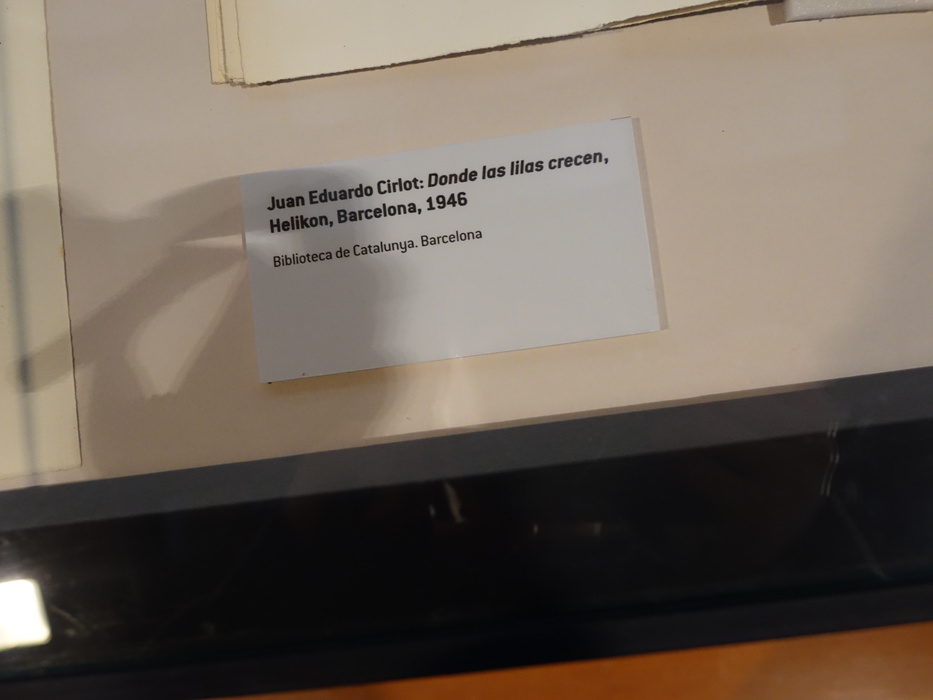 Juan Eduardo Cirlot: Donde las lilas crecen,
Helikon, Barcelona, 1946
Biblioteca de Catalunya. Barcelona